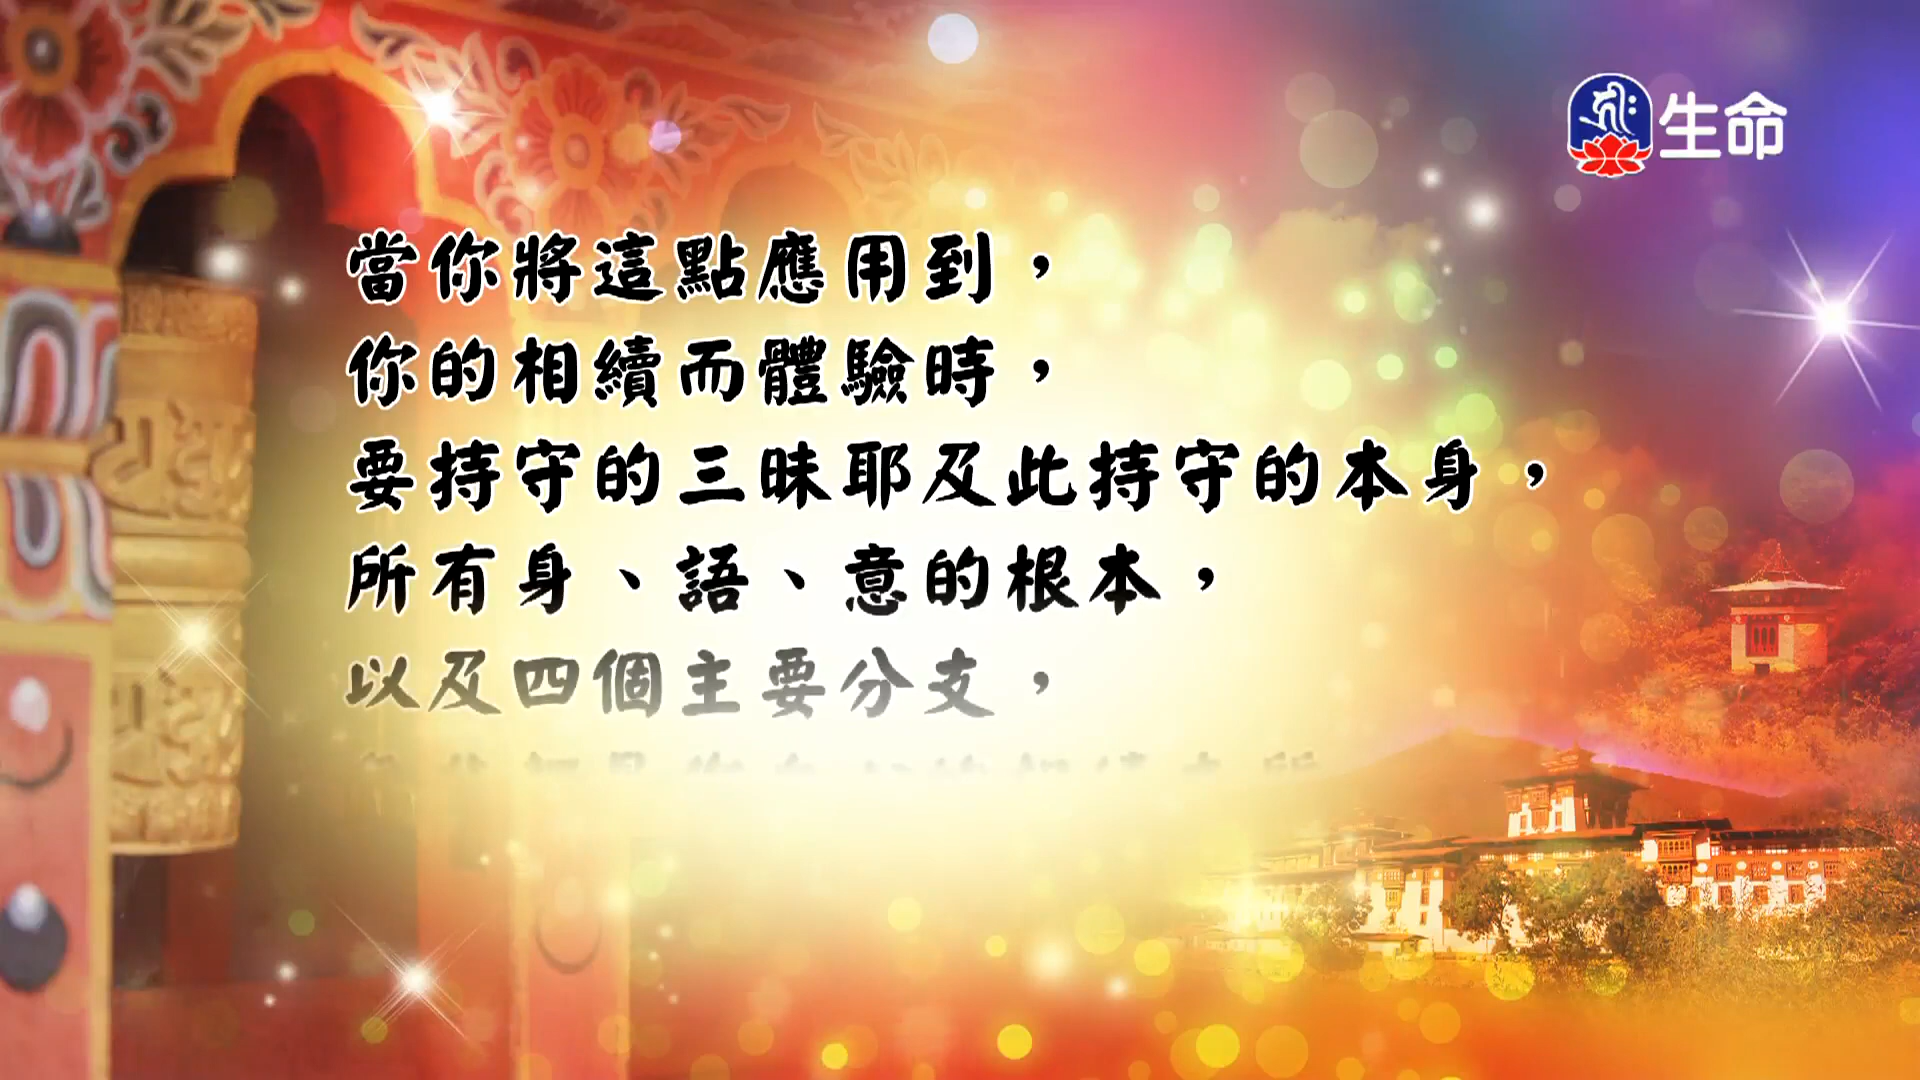 生命
當你將這點應用到，
你的相續而體驗時，
要持守的三昧耶及此持守的本身，
所有身、語、意的根本，
以及四個主要分支，